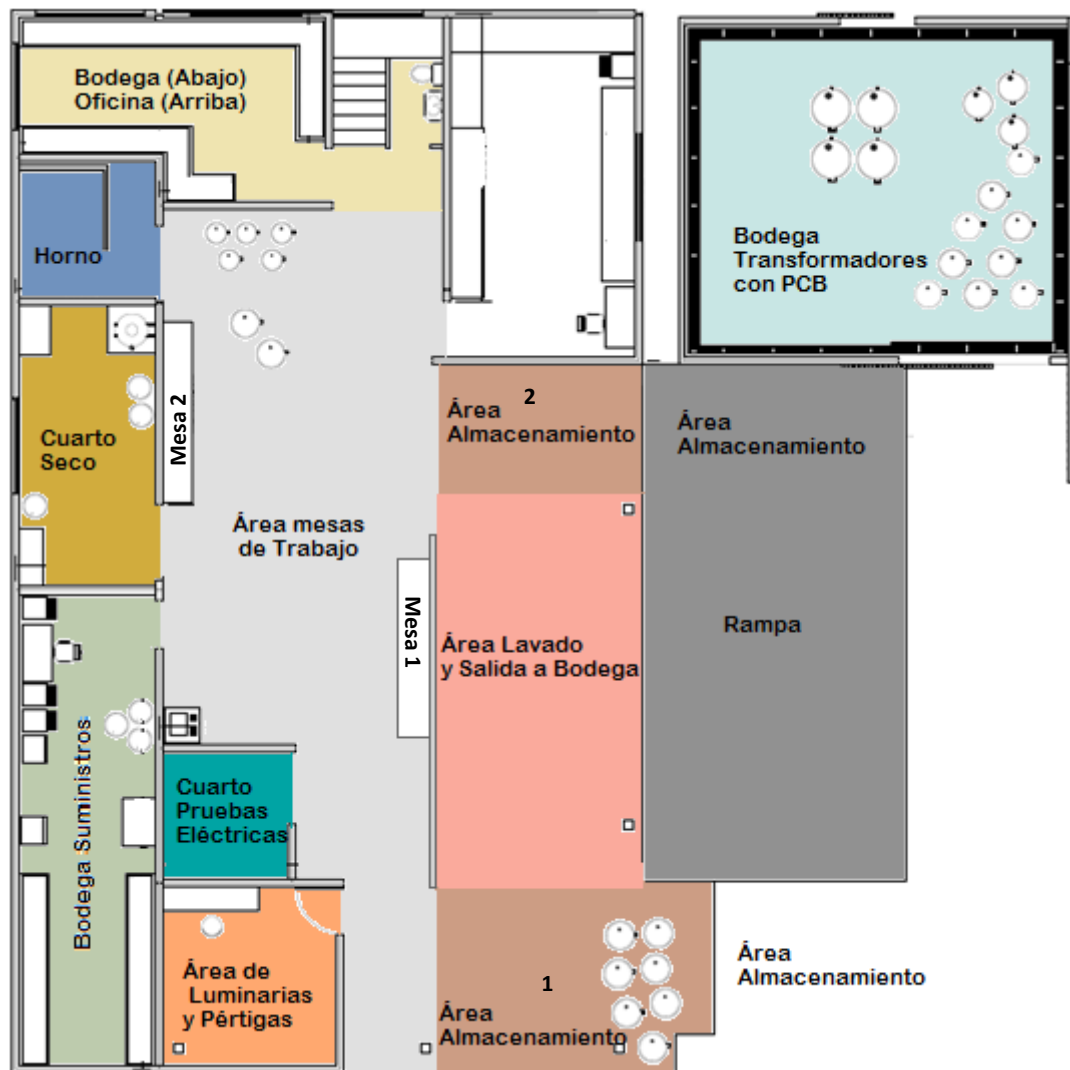 Bodega (Abajo)
Oficina (Arriba)
Horno
Bodega
Transformadores
con PCB
2
Área
Almacenamiento
Área
Almacenamiento
Cuarto
Seco
Mesa 2
Área mesas
de Trabajo
Mesa 1
Área Lavado
y Salida a Bodega
Rampa
Bodega Suministros
Cuarto
Pruebas
Eléctricas
Área de
Luminarias
y Pértigas
1
Área
Almacenamiento
Área
Almacenamiento